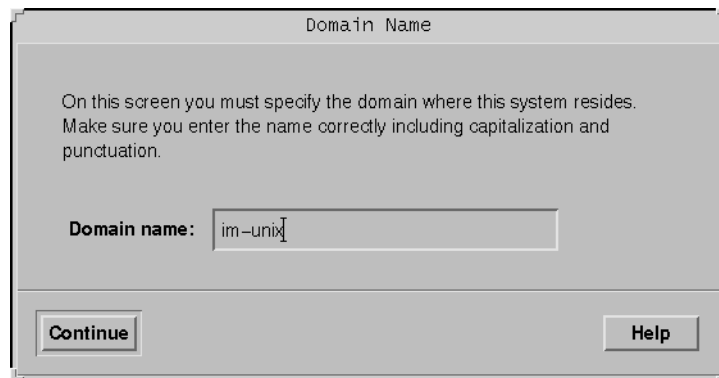 Domain Name
On this screen you must specify the domain where this system resides.
Make sure you enter the name correctly including capitalization and
punctuation.
Domain name: im-unix
Continue Help